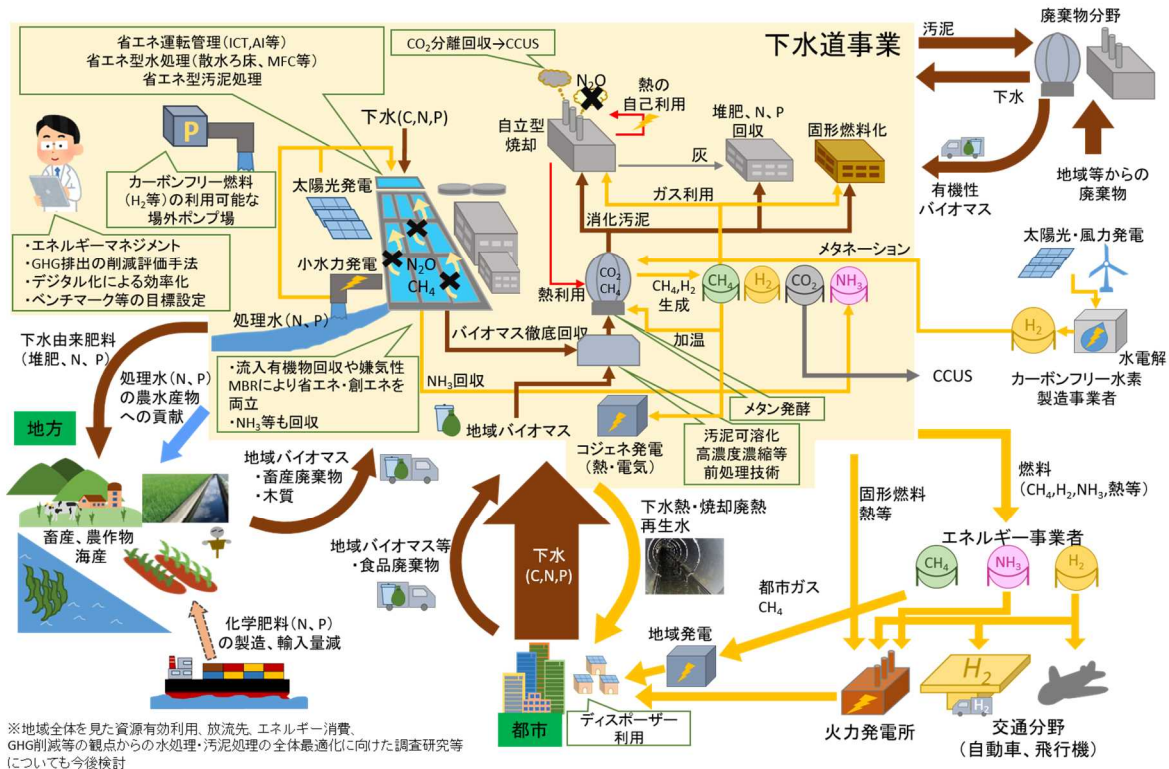 省エネ運転管理(ICT,AI等)
省エネ型水処理(散水ろ床、MFC等)
省エネ型汚泥処理
CO₂分離回収→CCUS
下水道事業
汚泥
廃棄物分野
下水
有機性
バイオマス
地域等からの
廃棄物
P
カーボンフリー燃料
(H₂等)の利用可能な
場外ポンプ場
・エネルギーマネジメント
・GHG排出の削減評価手法
・デジタル化による効率化
・ベンチマーク等の目標設定
下水(C,N,P)
太陽光発電
小水力発電
N₂O
CH₄
処理水(N、P)
N₂O
熱の
自己利用
自立型
焼却
灰
堆肥、N、P
回収
固形燃料化
ガス利用
消化汚泥
熱利用
CO₂
CH₄
CH₄,H₂
生成
CH₄
H₂
CO₂
NH₃
加温
メタネーション
太陽光・風力発電
H₂
水電解
カーボンフリー水素
製造事業者
CCUS
バイオマス徹底回収
・流入有機物回収や嫌気性
MBRにより省エネ・創エネを
両立
・NH₃等も回収
NH₃回収
地域バイオマス
コジェネ発電
(熱・電気)
メタン発酵
汚泥可溶化
高濃度濃縮等
前処理技術
下水由来肥料
(堆肥、N、P)
処理水(N、P)
の農水産物
への貢献
地方
畜産、農作物
海産
地域バイオマス
・畜産廃棄物
・木質
地域バイオマス等
・食品廃棄物
下水
(C,N,P)
下水熱・焼却廃熱
再生水
化学肥料(N、P)
の製造、輸入量減
都市
ディスポーザー
利用
地域発電
都市ガス
CH₄
固形燃料
熱等
燃料
(CH₄,H₂,NH₃,熱等)
エネルギー事業者
CH₄
NH₃
H₂
火力発電所
H₂
H₂
交通分野
(自動車、飛行機)
※地域全体を見た資源有効利用、放流先、エネルギー消費、
GHG削減等の観点からの水処理・汚泥処理の全体最適化に向けた調査研究等
についても今後検討